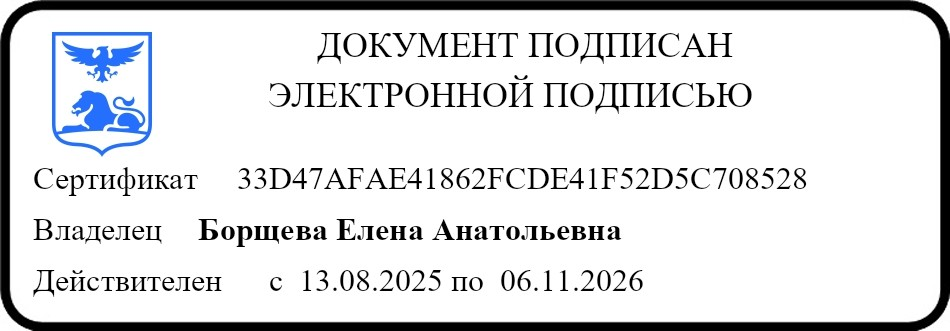 ДОКУМЕНТ ПОДПИСАН
ЭЛЕКТРОННОЙ ПОДПИСЬЮ
Сертификат 33D47AFAE41862FCDE41F52D5C708528
Владелец Борщева Елена Анатольевна
Действителен с 13.08.2025 по 06.11.2026